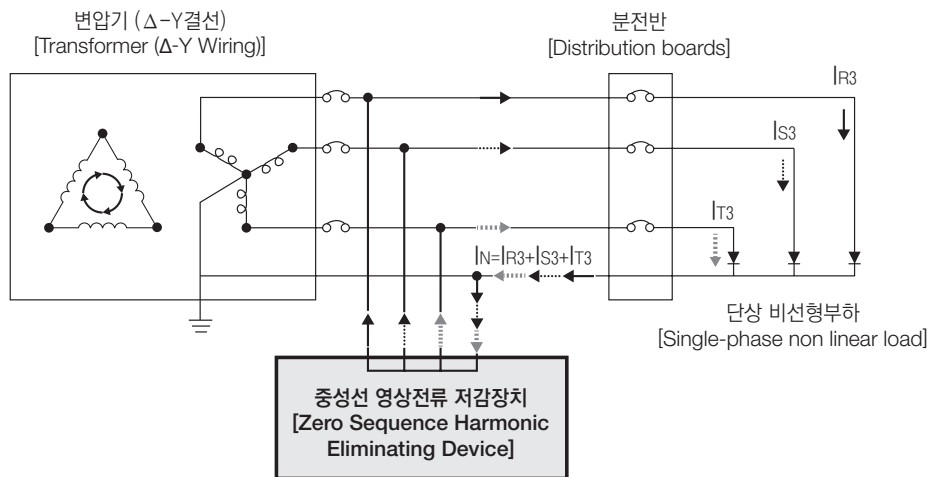 변압기 (Δ-Y결선)
[Transformer (Δ-Y Wiring)]
분전반
[Distribution boards]
IR3
IS3
IT3
IN=IR3+IS3+IT3
단상 비선형부하
[Single-phase non linear load]
중성선 영상전류 저감장치
[Zero Sequence Harmonic
Eliminating Device]